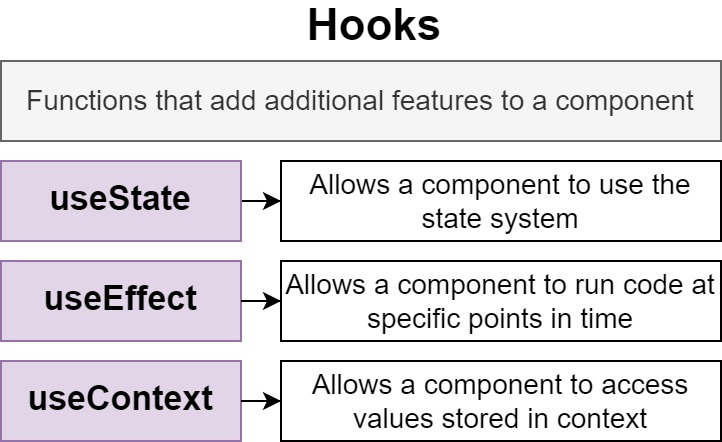 Hooks
Functions that add additional features to a component
useState
Allows a component to use the
state system
useEffect
Allows a component to run code at
specific points in time
useContext
Allows a component to access
values stored in context